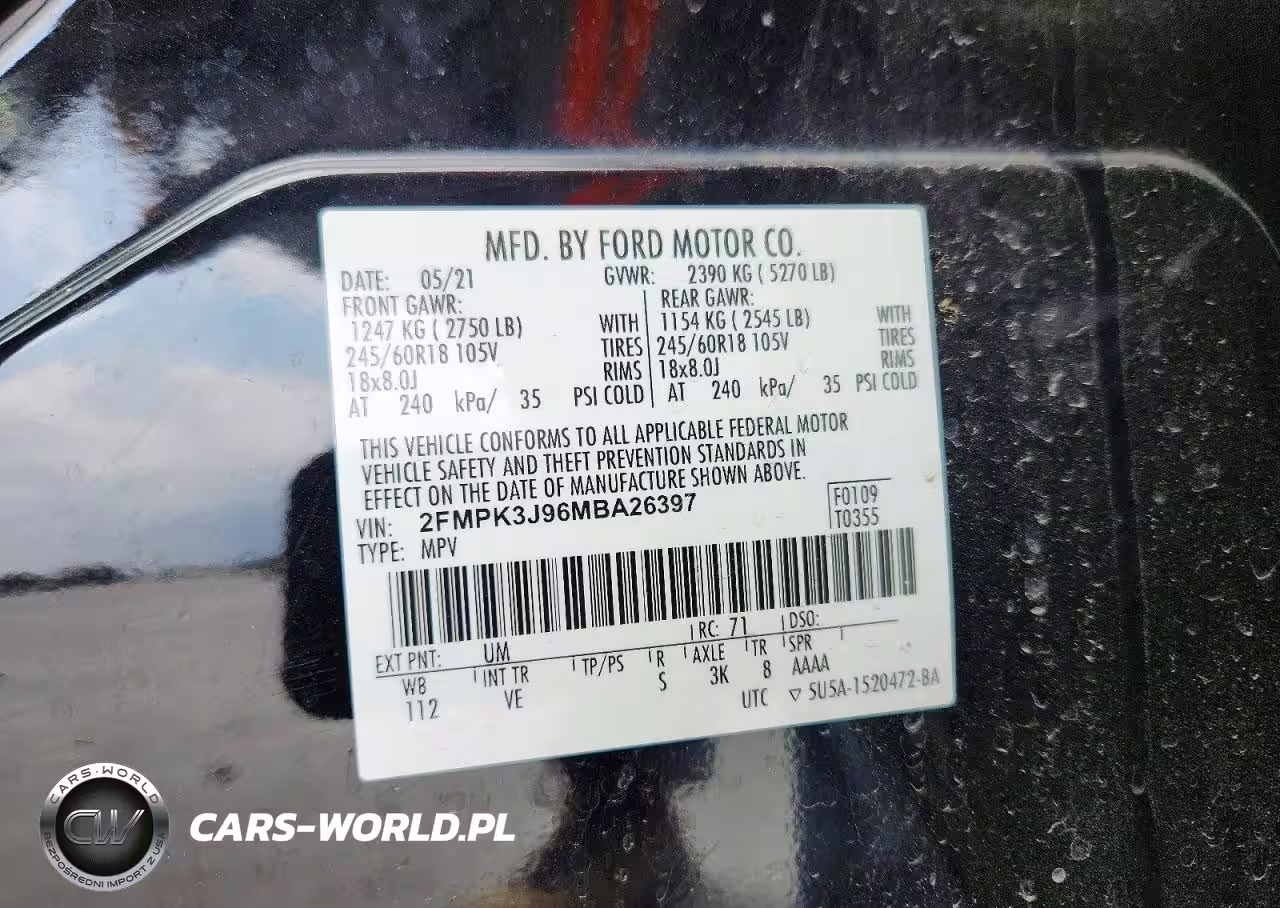 MFD. BY FORD MOTOR CO.
DATE: 05/21 GVWR: 2390 KG ( 5270 LB)
FRONT GAWR: REAR GAWR:
1247 KG ( 2750 LB) WITH 1154 KG ( 2545 LB) WITH
245/60R18 105V TIRES 245/60R18 105V TIRES
18x8.0J RIMS 18x8.0J RIMS
AT 240 kPa/ 35 PSI COLD AT 240 kPa/ 35 PSI COLD
THIS VEHICLE CONFORMS TO ALL APPLICABLE FEDERAL MOTOR
VEHICLE SAFETY AND THEFT PREVENTION STANDARDS IN
EFFECT ON THE DATE OF MANUFACTURE SHOWN ABOVE.
VIN: 2FMPK3J96MBA26397 F0109
TYPE: MPV T0355
EXT PNT: UM RC: 71 DSO:
WB INT TR TP/PS R AXLE TR SPR
112 VE S 3K 8 AAAA
UTC ▽ 5U5A-1520472-BA
CARS-WORLD
CW
BEZPOŚREDNI IMPORT Z USA
CARS-WORLD.PL